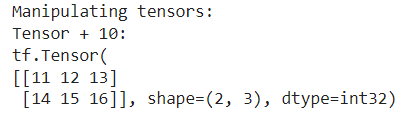 Manipulating tensors:
Tensor + 10:
tf.Tensor(
[[11 12 13]
 [14 15 16]], shape=(2, 3), dtype=int32)